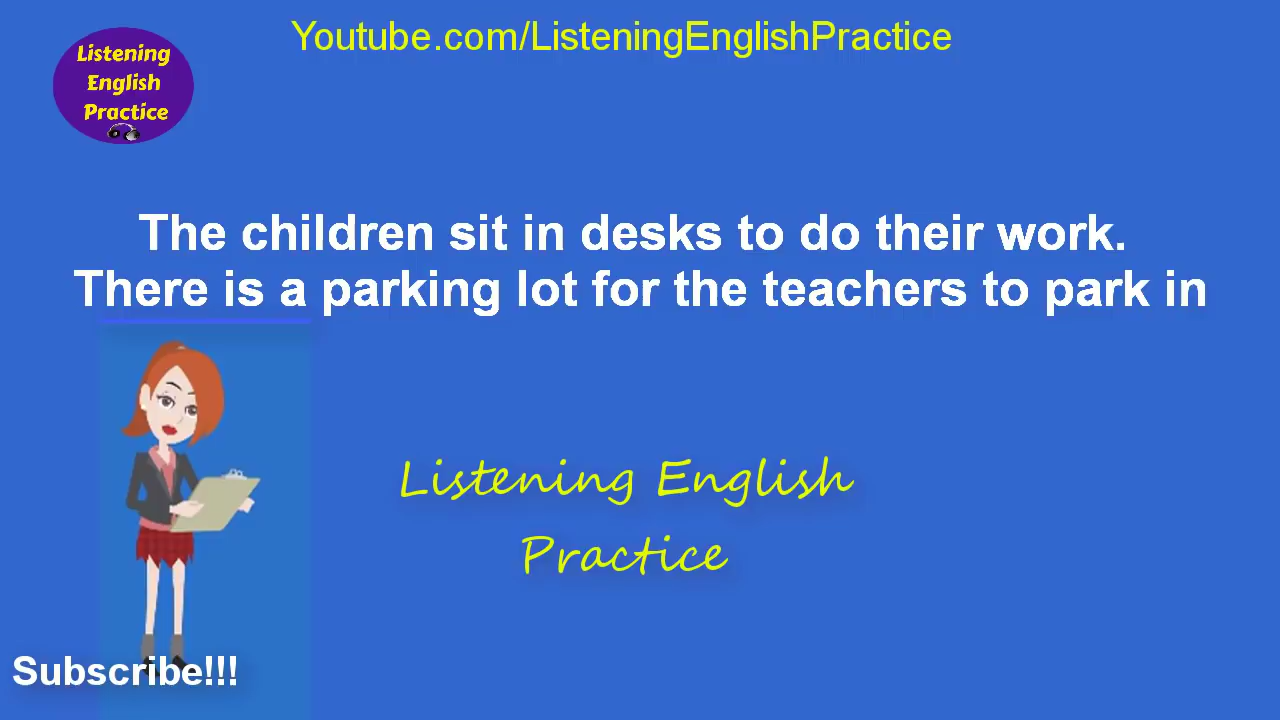 Youtube.com/ListeningEnglishPractice
Listening
English
Practice
The children sit in desks to do their work.
There is a parking lot for the teachers to park in
Listening English
Practice
Subscribe!!!